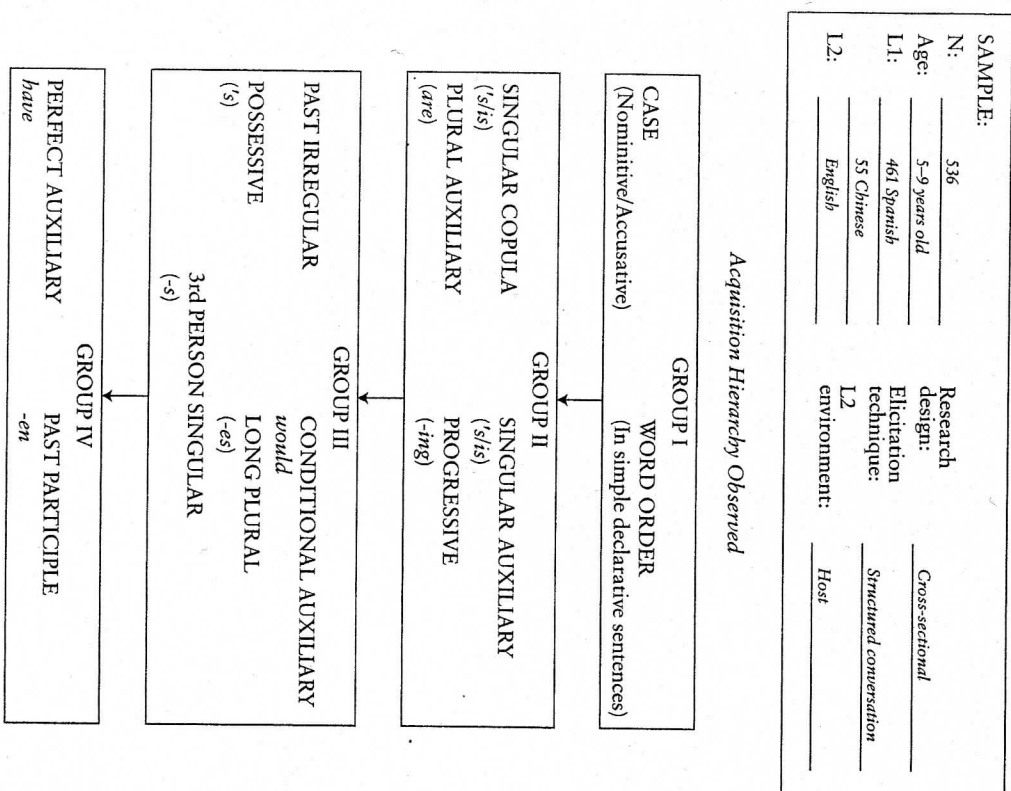 SAMPLE:
N: 536
Age: 5–9 years old
L1: 461 Spanish
55 Chinese
L2: English
Research
design: Cross-sectional
Elicitation
technique: Structured conversation
L2
environment: Host
Acquisition Hierarchy Observed
GROUP I
CASE WORD ORDER
(Nominitive/Accusative) (In simple declarative sentences)
GROUP II
SINGULAR COPULA SINGULAR AUXILIARY
('s/is) ('s/is)
PLURAL AUXILIARY PROGRESSIVE
(are) (-ing)
GROUP III
PAST IRREGULAR CONDITIONAL AUXILIARY
would
POSSESSIVE LONG PLURAL
('s) (-es)
3rd PERSON SINGULAR
(-s)
GROUP IV
PERFECT AUXILIARY PAST PARTICIPLE
have -en